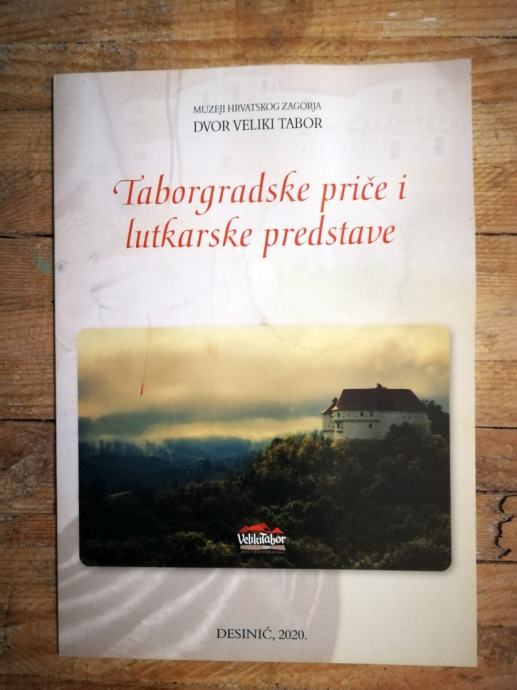 MUZEJI HRVATSKOG ZAGORJA
DVOR VELIKI TABOR
Taborgradske priče i
lutkarske predstave
VelikiTabor
DESINIĆ, 2020.